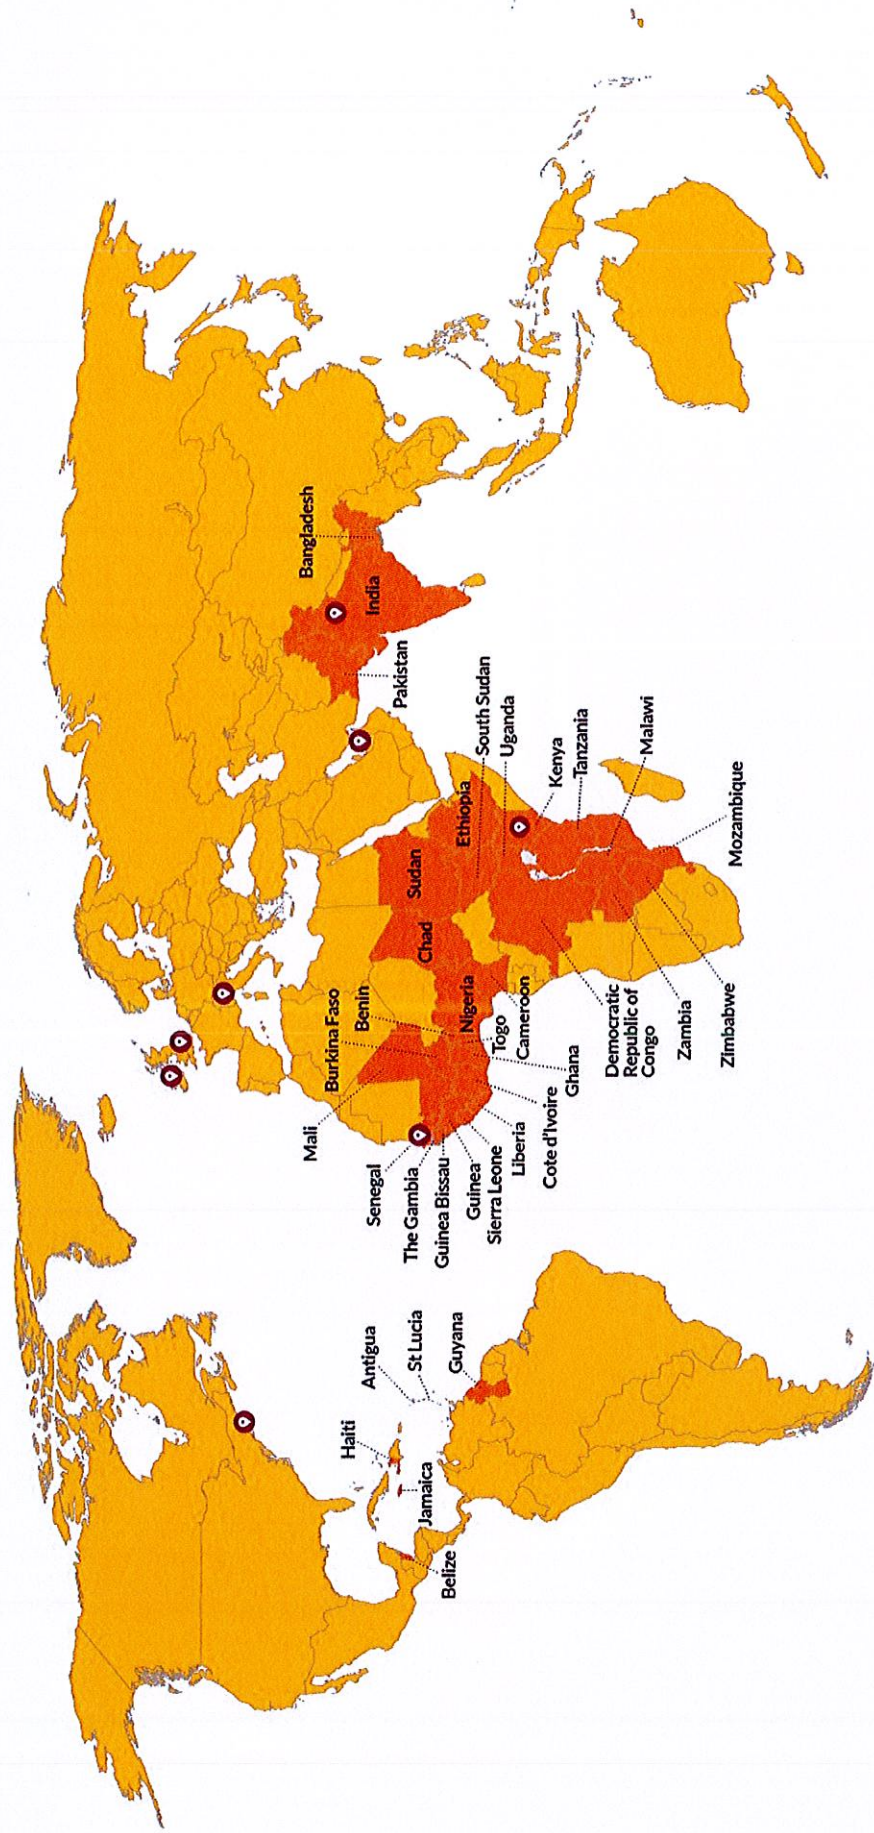 Belize
Jamaica
Haiti
Antigua
St Lucia
Guyana
Senegal
The Gambia
Guinea Bissau
Guinea
Sierra Leone
Liberia
Cote d'Ivoire
Ghana
Mali
Burkina Faso
Benin
Nigeria
Togo
Cameroon
Chad
Sudan
Ethiopia
South Sudan
Uganda
Kenya
Tanzania
Malawi
Mozambique
Democratic
Republic of
Congo
Zambia
Zimbabwe
Pakistan
India
Bangladesh